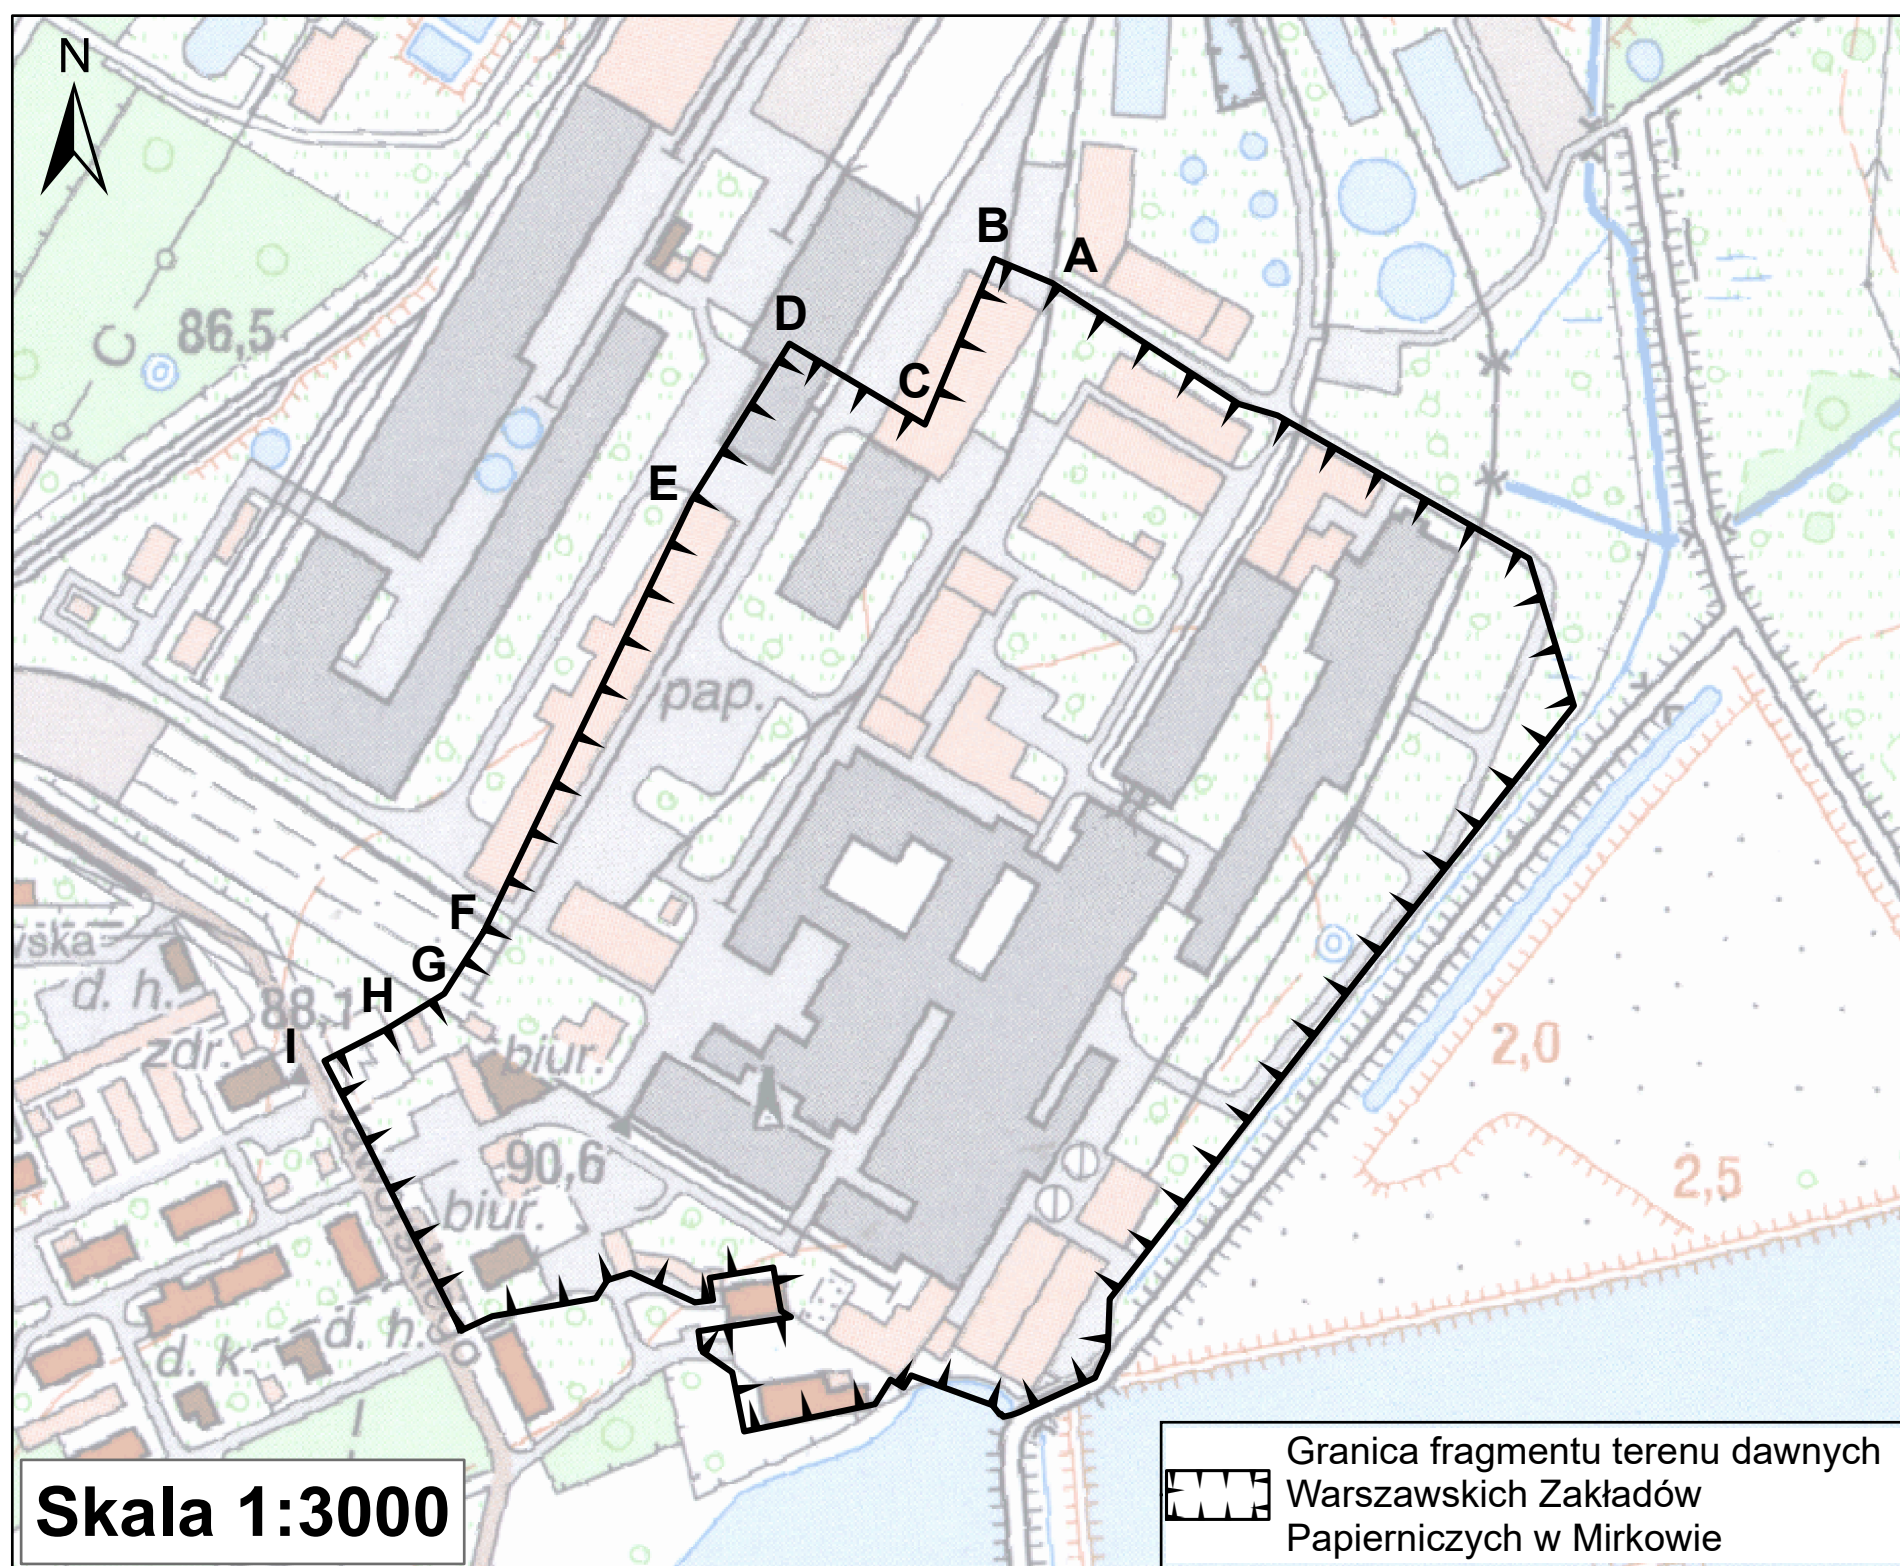 N
B
A
86,5
D
C
E
pap.
F
G
wska
d. h.
H
88,1
I
zdr.
biur.
2,0
90,6
2,5
biur.
d. h.
d. k.
Skala 1:3000
Granica fragmentu terenu dawnych
Warszawskich Zakładów
Papierniczych w Mirkowie